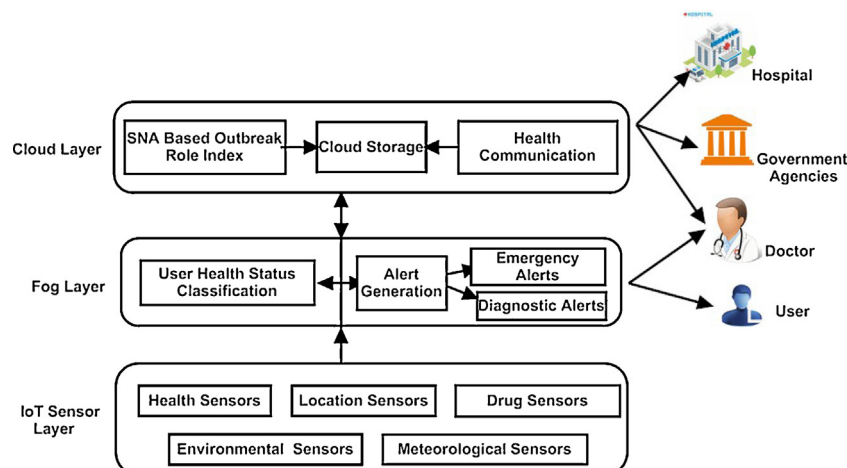 HOSPITAL
HOSPITAL
Hospital
Cloud Layer
SNA Based Outbreak
Role Index
Cloud Storage
Health
Communication
Government
Agencies
Doctor
Fog Layer
User Health Status
Classification
Alert
Generation
Emergency
Alerts
Diagnostic Alerts
User
IoT Sensor
Layer
Health Sensors
Location Sensors
Drug Sensors
Environmental Sensors
Meteorological Sensors